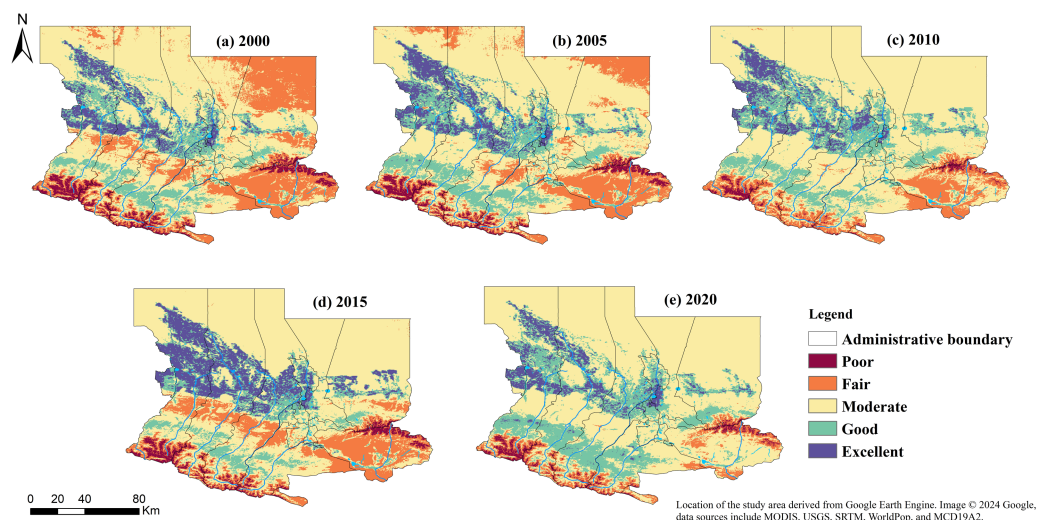 N
(a) 2000
(b) 2005
(c) 2010
(d) 2015
(e) 2020
Legend
Administrative boundary
Poor
Fair
Moderate
Good
Excellent
0 20 40 80
Km
Location of the study area derived from Google Earth Engine. Image © 2024 Google,
data sources include MODIS, USGS, SRTM, WorldPop, and MCD19A2.